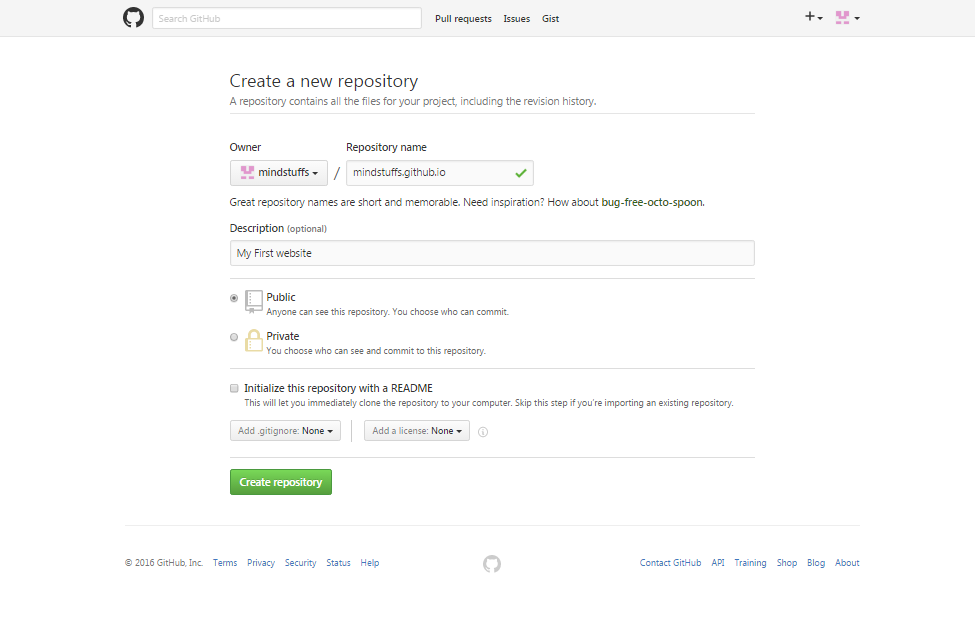 Search GitHub Pull requests Issues Gist
Create a new repository
A repository contains all the files for your project, including the revision history.
Owner Repository name
mindstuffs / mindstuffs.github.io
Great repository names are short and memorable. Need inspiration? How about bug-free-octo-spoon.
Description (optional)
My First website
Public
Anyone can see this repository. You choose who can commit.
Private
You choose who can see and commit to this repository.
Initialize this repository with a README
This will let you immediately clone the repository to your computer. Skip this step if you're importing an existing repository.
Add .gitignore: None Add a license: None
Create repository
© 2016 GitHub, Inc. Terms Privacy Security Status Help Contact GitHub API Training Shop Blog About